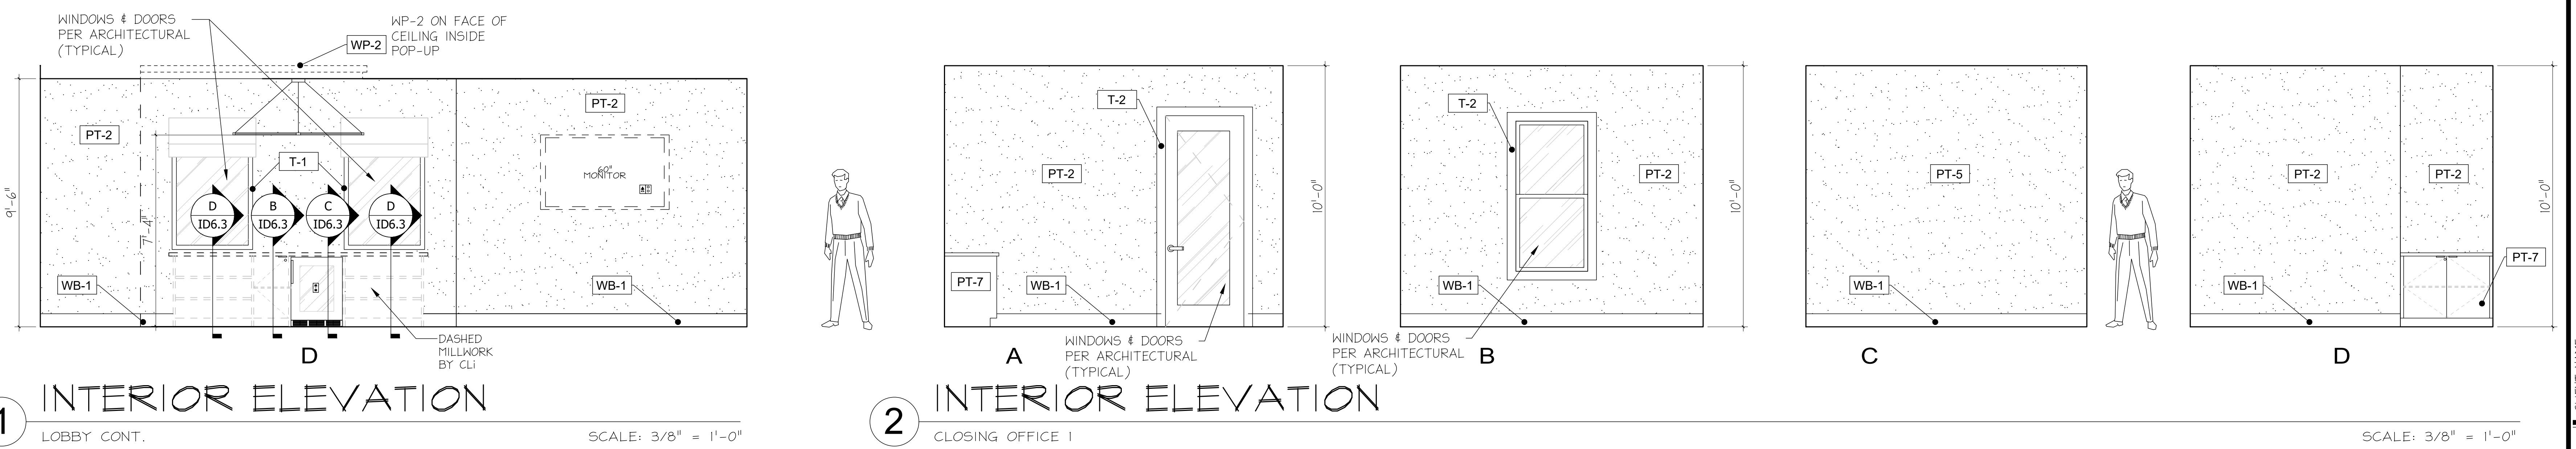 WINDOWS & DOORS
PER ARCHITECTURAL
(TYPICAL)
WP-2
WP-2 ON FACE OF
CEILING INSIDE
POP-UP
PT-2
PT-2
T-1
60"
MONITOR
9'-6"
7'-4"
D
ID6.3
B
ID6.3
C
ID6.3
D
ID6.3
WB-1
WB-1
DASHED
MILLWORK
BY CLi
D
1
INTERIOR ELEVATION
LOBBY CONT.
SCALE: 3/8" = 1'-0"
T-2
PT-2
PT-7
WB-1
10'-0"
WINDOWS & DOORS
PER ARCHITECTURAL
(TYPICAL)
A
T-2
PT-2
WB-1
10'-0"
WINDOWS & DOORS
PER ARCHITECTURAL
(TYPICAL)
B
PT-5
WB-1
C
PT-2
PT-2
WB-1
PT-7
10'-0"
D
2
INTERIOR ELEVATION
CLOSING OFFICE 1
SCALE: 3/8" = 1'-0"